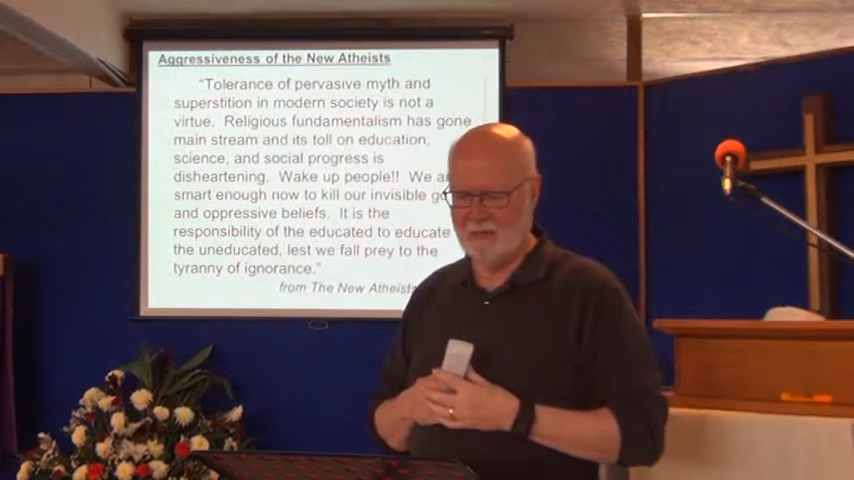 Aggressiveness of the New Atheists
"Tolerance of pervasive myth and
superstition in modern society is not a
virtue. Religious fundamentalism has gone
main stream and its toll on education,
science, and social progress is
disheartening. Wake up people!! We
smart enough now to kill our invisible
and oppressive beliefs. It is the
responsibility of the educated to educate
the uneducated, lest we fall prey to the
tyranny of ignorance."
from The New Atheists